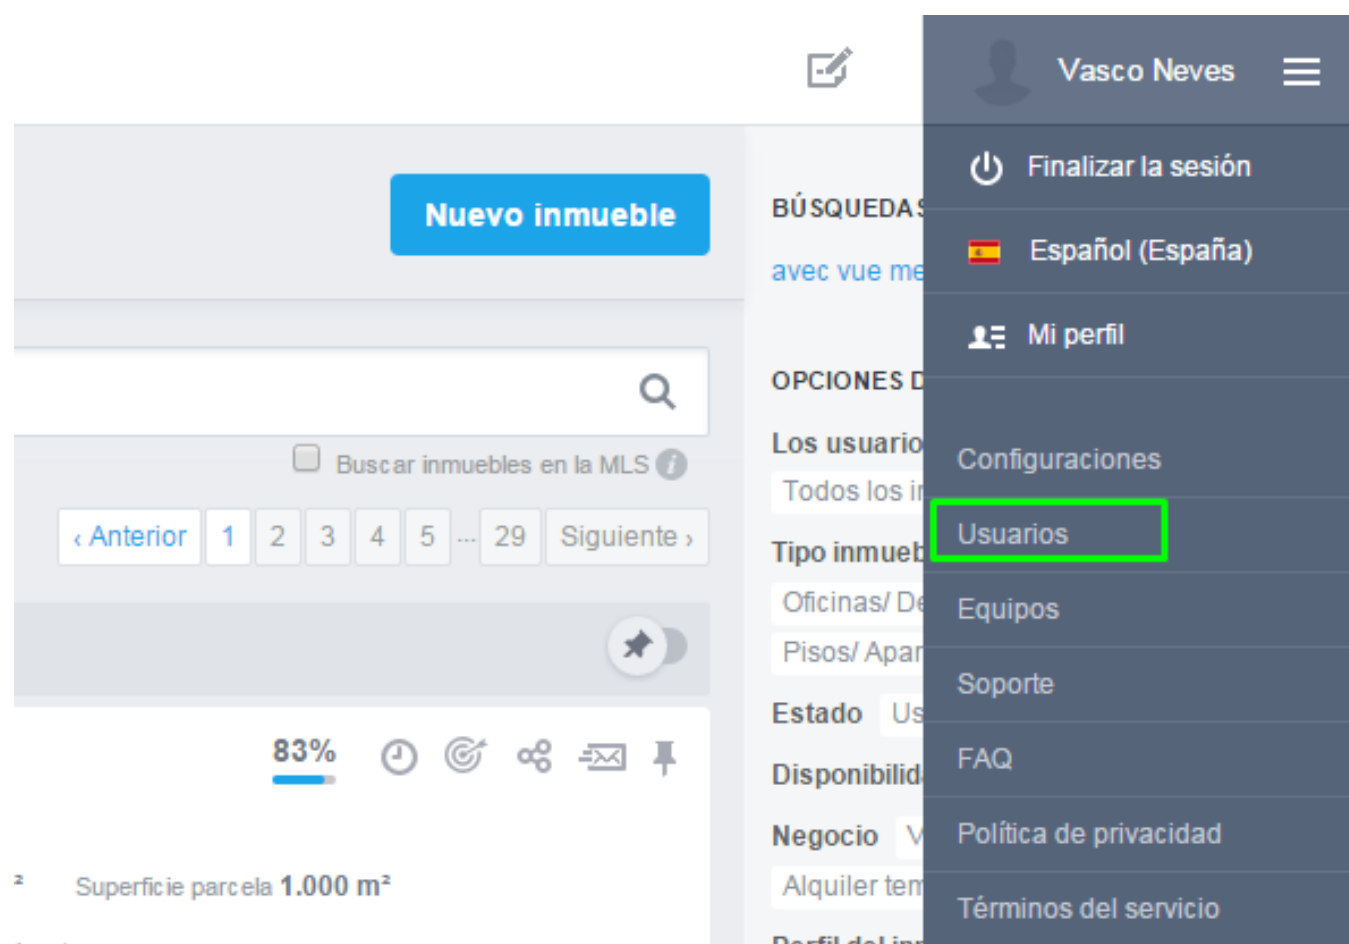 Vasco Neves
Finalizar la sesión
Español (España)
Mi perfil
Configuraciones
Usuarios
Equipos
Soporte
FAQ
Política de privacidad
Términos del servicio
Nuevo inmueble
Buscar inmuebles en la MLS
‹ Anterior 1 2 3 4 5 ... 29 Siguiente ›
83%
² Superficie parcela 1.000 m²
BÚSQUEDAS
avec vue me
OPCIONES D
Los usuario
Todos los in
Tipo inmueb
Oficinas/ De
Pisos/ Apar
Estado Us
Disponibilida
Negocio V
Alquiler tem